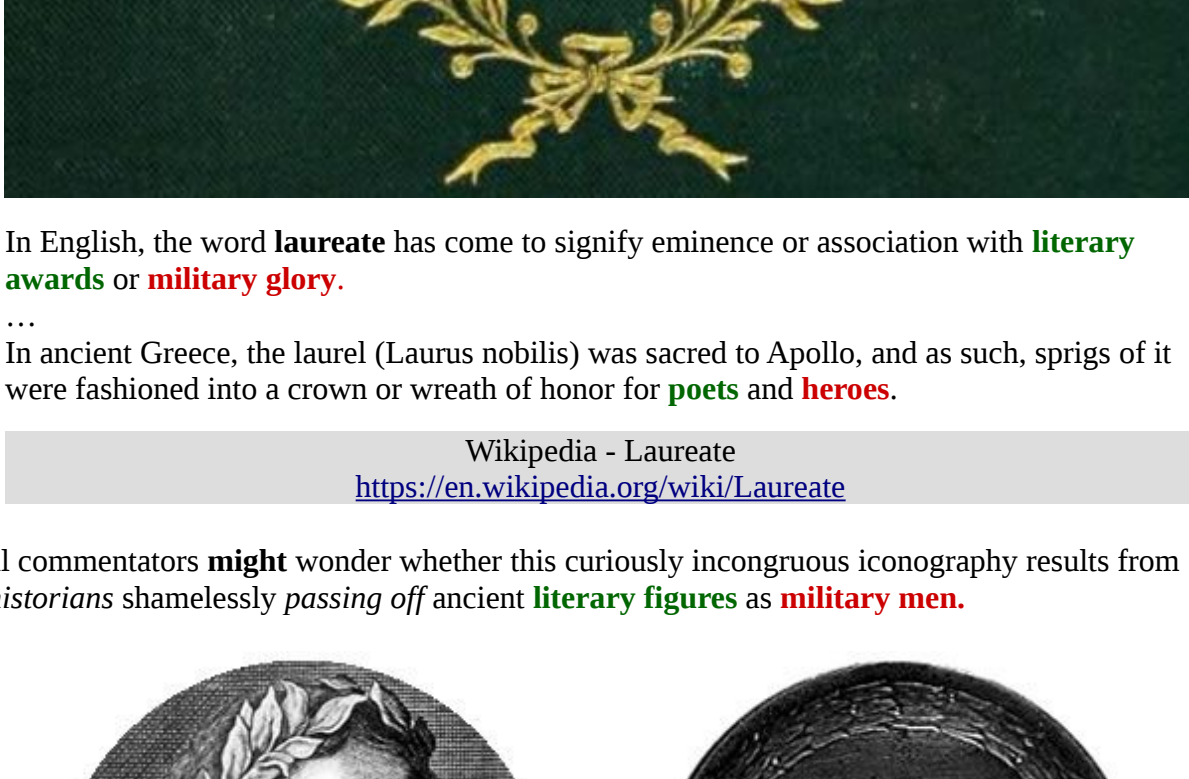 In English, the word laureate has come to signify eminence or association with literary
awards or military glory.
…
In ancient Greece, the laurel (Laurus nobilis) was sacred to Apollo, and as such, sprigs of it
were fashioned into a crown or wreath of honor for poets and heroes.
Wikipedia - Laureate
https://en.wikipedia.org/wiki/Laureate
commentators might wonder whether this curiously incongruous iconography results from
historians shamelessly passing off ancient literary figures as military men.